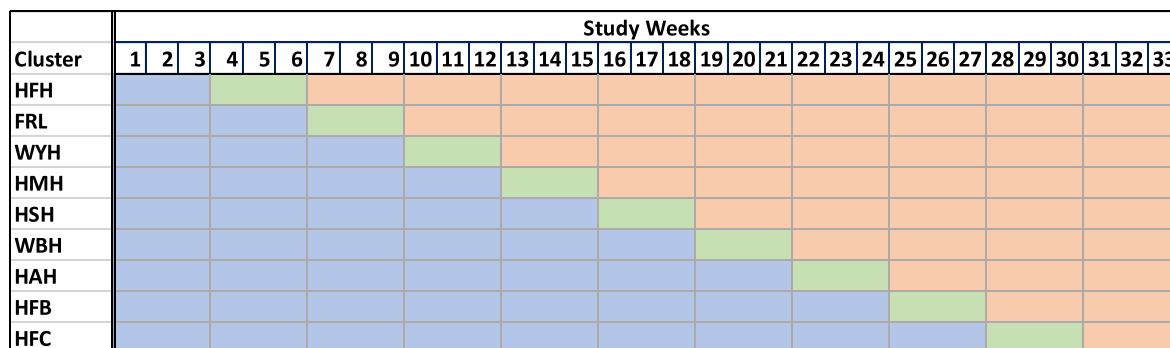 Study Weeks
Cluster 1 2 3 4 5 6 7 8 9 10 11 12 13 14 15 16 17 18 19 20 21 22 23 24 25 26 27 28 29 30 31 32 33
HFH
FRL
WYH
HMH
HSH
WBH
HAH
HFB
HFC